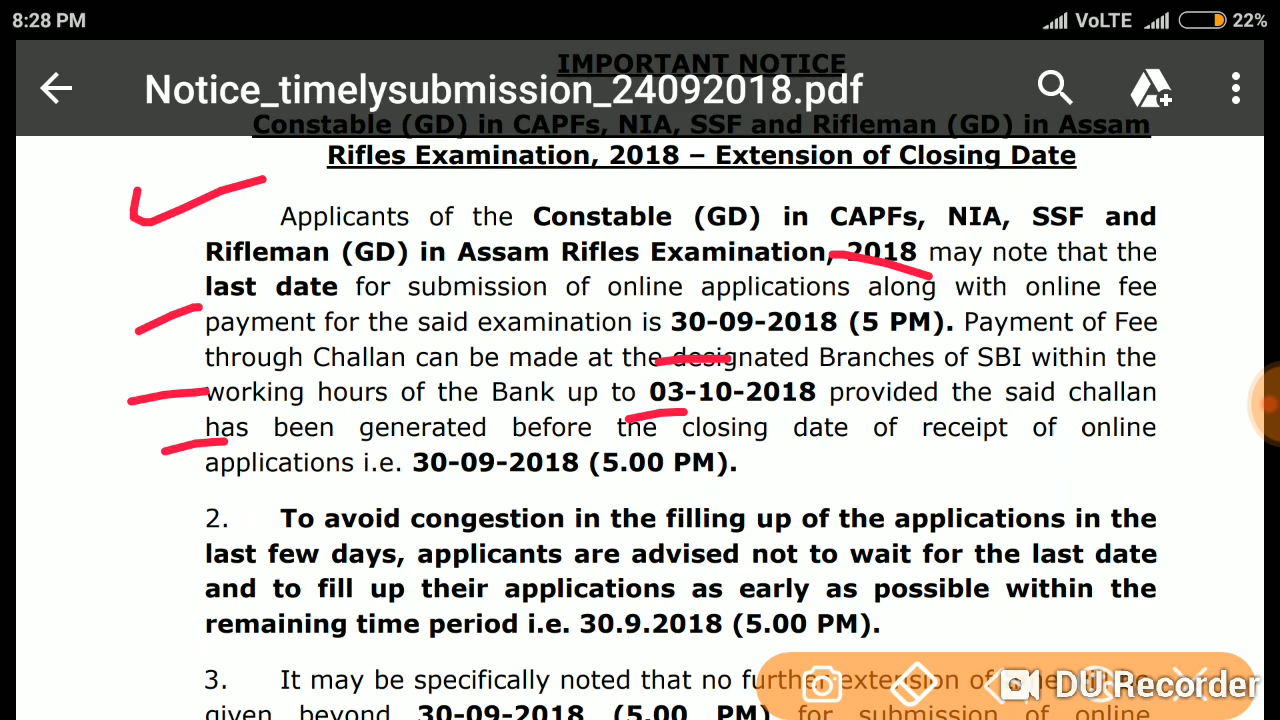 8:28 PM VoLTE 22%
IMPORTANT NOTICE
Notice_timelysubmission_24092018.pdf
Constable (GD) in CAPFs, NIA, SSF and Rifleman (GD) in Assam
Rifles Examination, 2018 – Extension of Closing Date
Applicants of the Constable (GD) in CAPFs, NIA, SSF and
Rifleman (GD) in Assam Rifles Examination, 2018 may note that the
last date for submission of online applications along with online fee
payment for the said examination is 30-09-2018 (5 PM). Payment of Fee
through Challan can be made at the designated Branches of SBI within the
working hours of the Bank up to 03-10-2018 provided the said challan
has been generated before the closing date of receipt of online
applications i.e. 30-09-2018 (5.00 PM).
2. To avoid congestion in the filling up of the applications in the
last few days, applicants are advised not to wait for the last date
and to fill up their applications as early as possible within the
remaining time period i.e. 30.9.2018 (5.00 PM).
3. It may be specifically noted that no further extension of
given beyond 30-09-2018 (5.00 PM) for submission of online
DU Recorder